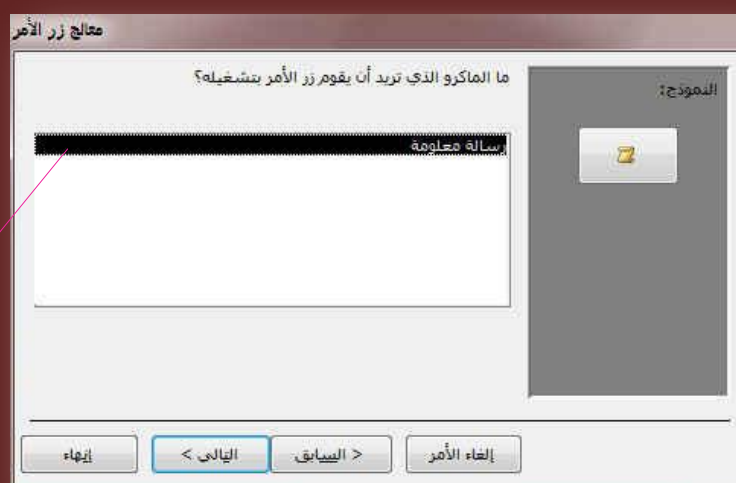 معالج زر الأمر
ما الماكرو الذي تريد أن يقوم زر الأمر بتشغيله؟
النموذج:
رسالة معلومة
إلغاء الأمر
< السابق
التالي >
إنهاء